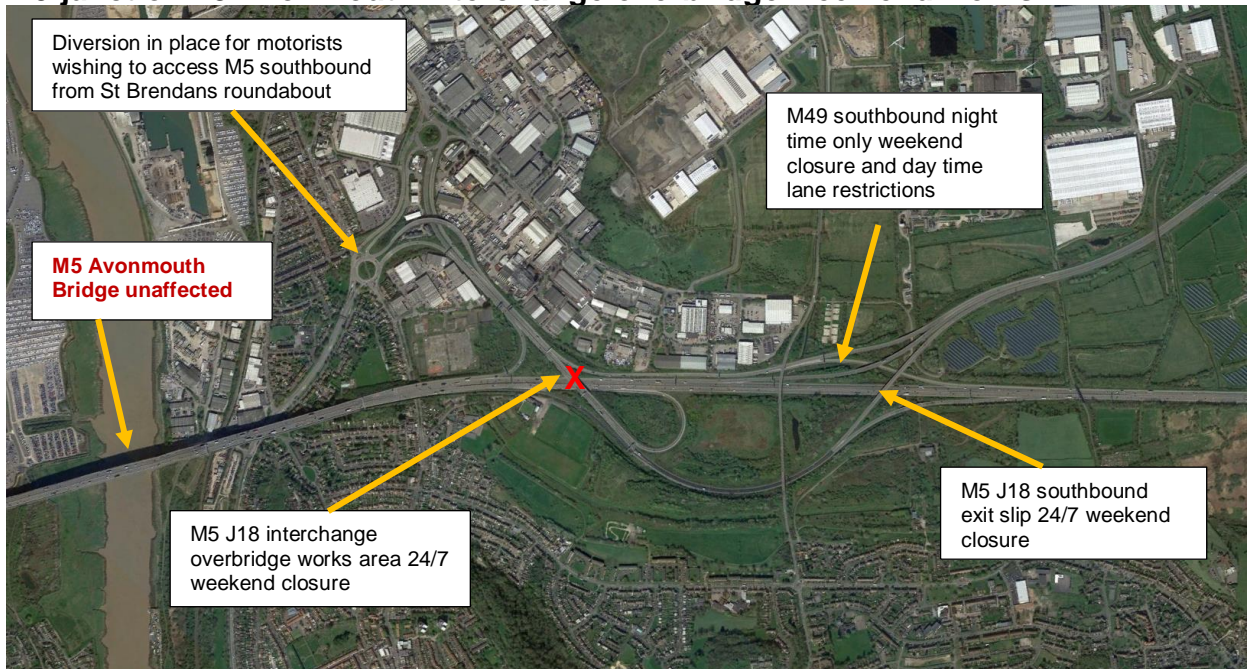 Diversion in place for motorists
wishing to access M5 southbound
from St Brendans roundabout
M49 southbound night
time only weekend
closure and day time
lane restrictions
M5 Avonmouth
Bridge unaffected
X
M5 J18 interchange
overbridge works area 24/7
weekend closure
M5 J18 southbound
exit slip 24/7 weekend
closure